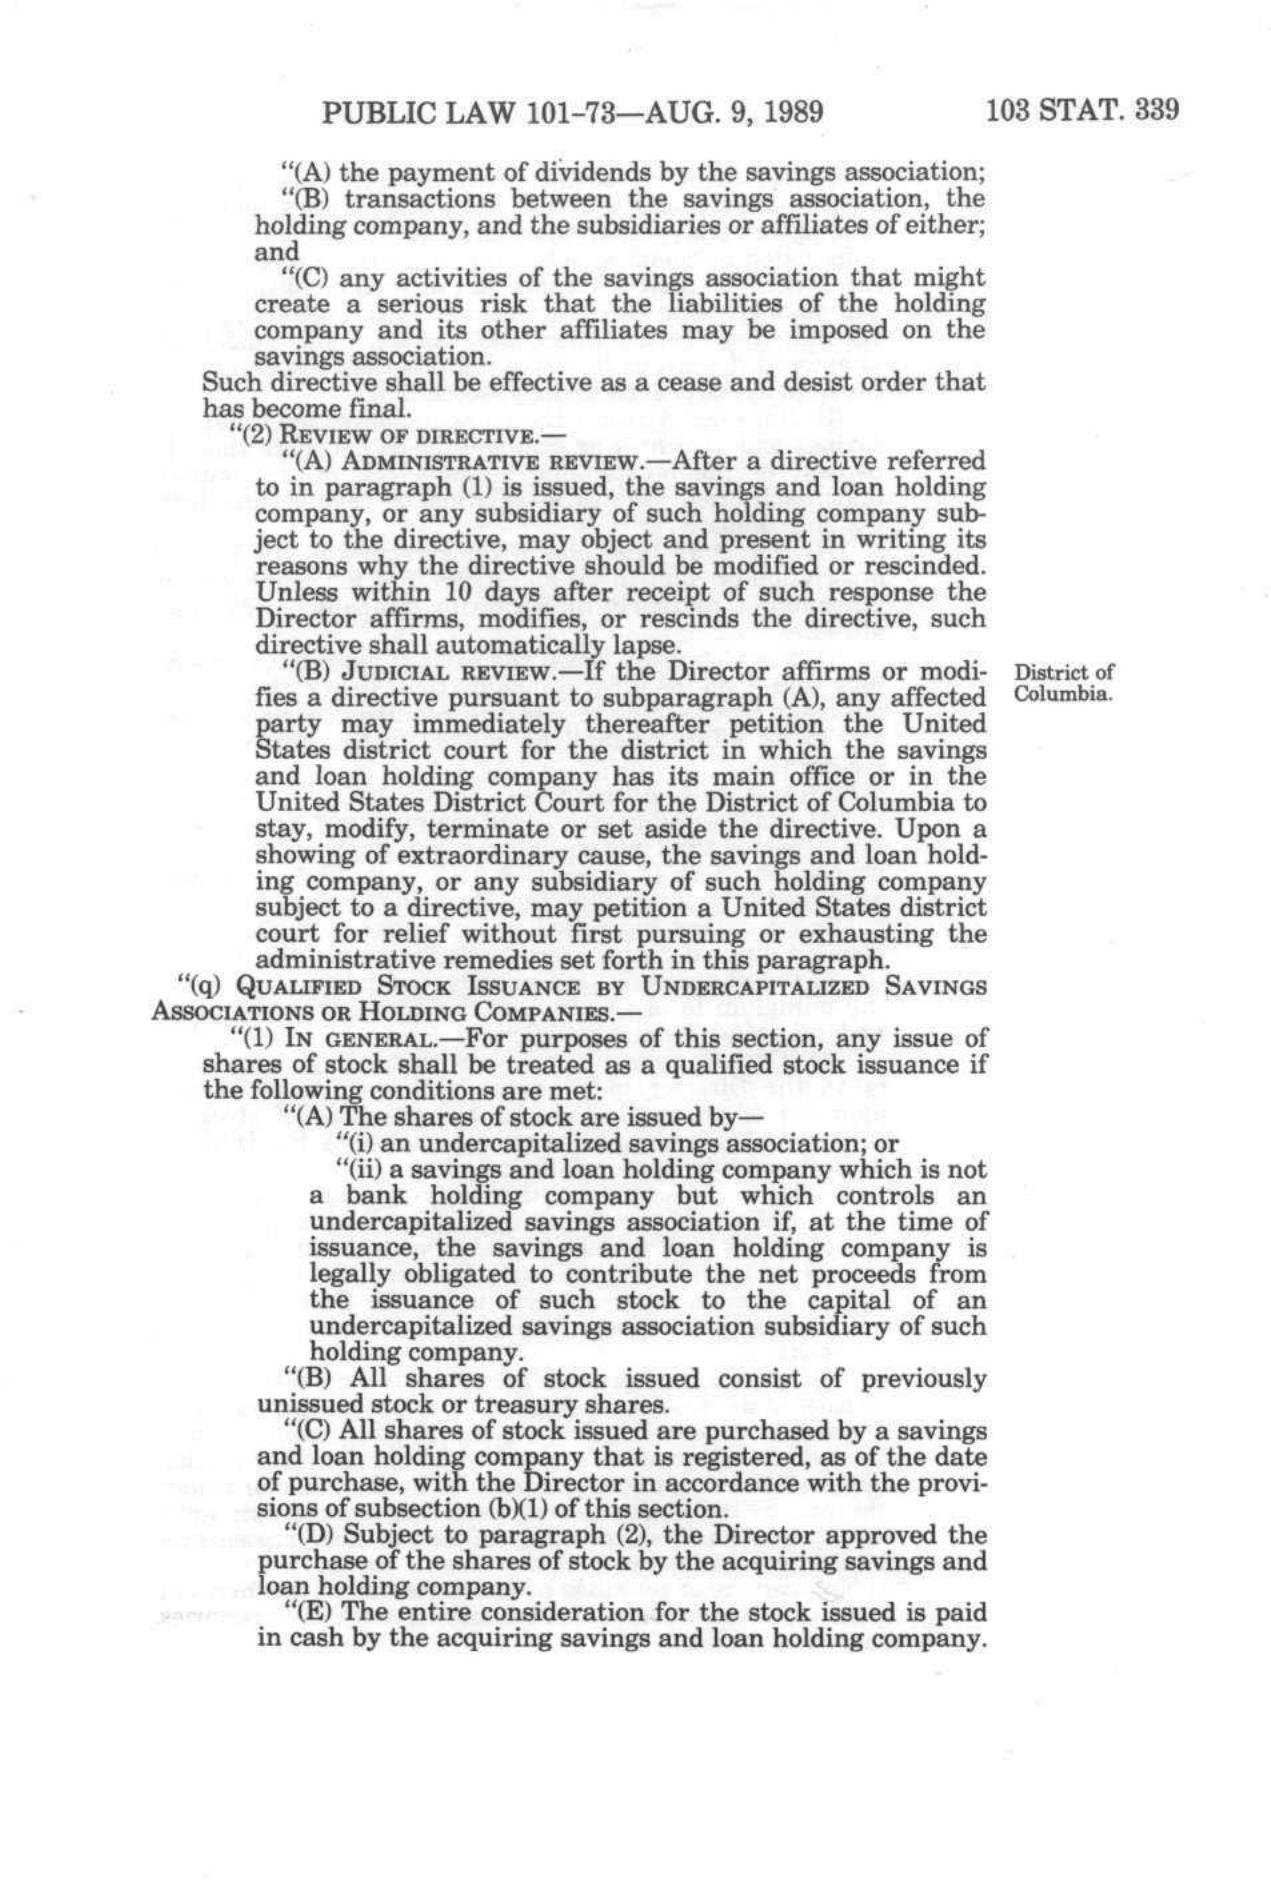 PUBLIC LAW 101-73—AUG. 9, 1989 103 STAT. 339
“(A) the payment of dividends by the savings association;
“(B) transactions between the savings association, the
holding company, and the subsidiaries or affiliates of either;
and
“(C) any activities of the savings association that might
create a serious risk that the liabilities of the holding
company and its other affiliates may be imposed on the
savings association.
Such directive shall be effective as a cease and desist order that
has become final.
“(2) REVIEW OF DIRECTIVE.—
“(A) ADMINISTRATIVE REVIEW.—After a directive referred
to in paragraph (1) is issued, the savings and loan holding
company, or any subsidiary of such holding company sub-
ject to the directive, may object and present in writing its
reasons why the directive should be modified or rescinded.
Unless within 10 days after receipt of such response the
Director affirms, modifies, or rescinds the directive, such
directive shall automatically lapse.
“(B) JUDICIAL REVIEW.—If the Director affirms or modi-
fies a directive pursuant to subparagraph (A), any affected
party may immediately thereafter petition the United
States district court for the district in which the savings
and loan holding company has its main office or in the
United States District Court for the District of Columbia to
stay, modify, terminate or set aside the directive. Upon a
showing of extraordinary cause, the savings and loan hold-
ing company, or any subsidiary of such holding company
subject to a directive, may petition a United States district
court for relief without first pursuing or exhausting the
administrative remedies set forth in this paragraph.
District of
Columbia.
“(q) QUALIFIED STOCK ISSUANCE BY UNDERCAPITALIZED SAVINGS
ASSOCIATIONS OR HOLDING COMPANIES.—
“(1) IN GENERAL.—For purposes of this section, any issue of
shares of stock shall be treated as a qualified stock issuance if
the following conditions are met:
“(A) The shares of stock are issued by—
“(i) an undercapitalized savings association; or
“(ii) a savings and loan holding company which is not
a bank holding company but which controls an
undercapitalized savings association if, at the time of
issuance, the savings and loan holding company is
legally obligated to contribute the net proceeds from
the issuance of such stock to the capital of an
undercapitalized savings association subsidiary of such
holding company.
“(B) All shares of stock issued consist of previously
unissued stock or treasury shares.
“(C) All shares of stock issued are purchased by a savings
and loan holding company that is registered, as of the date
of purchase, with the Director in accordance with the provi-
sions of subsection (b)(1) of this section.
“(D) Subject to paragraph (2), the Director approved the
purchase of the shares of stock by the acquiring savings and
loan holding company.
“(E) The entire consideration for the stock issued is paid
in cash by the acquiring savings and loan holding company.